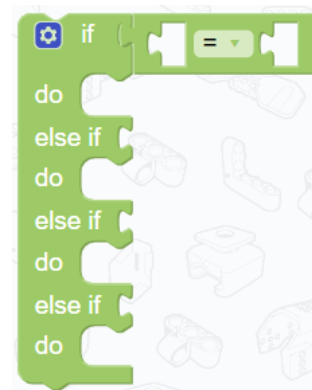 if =
do
else if
do
else if
do
else if
do